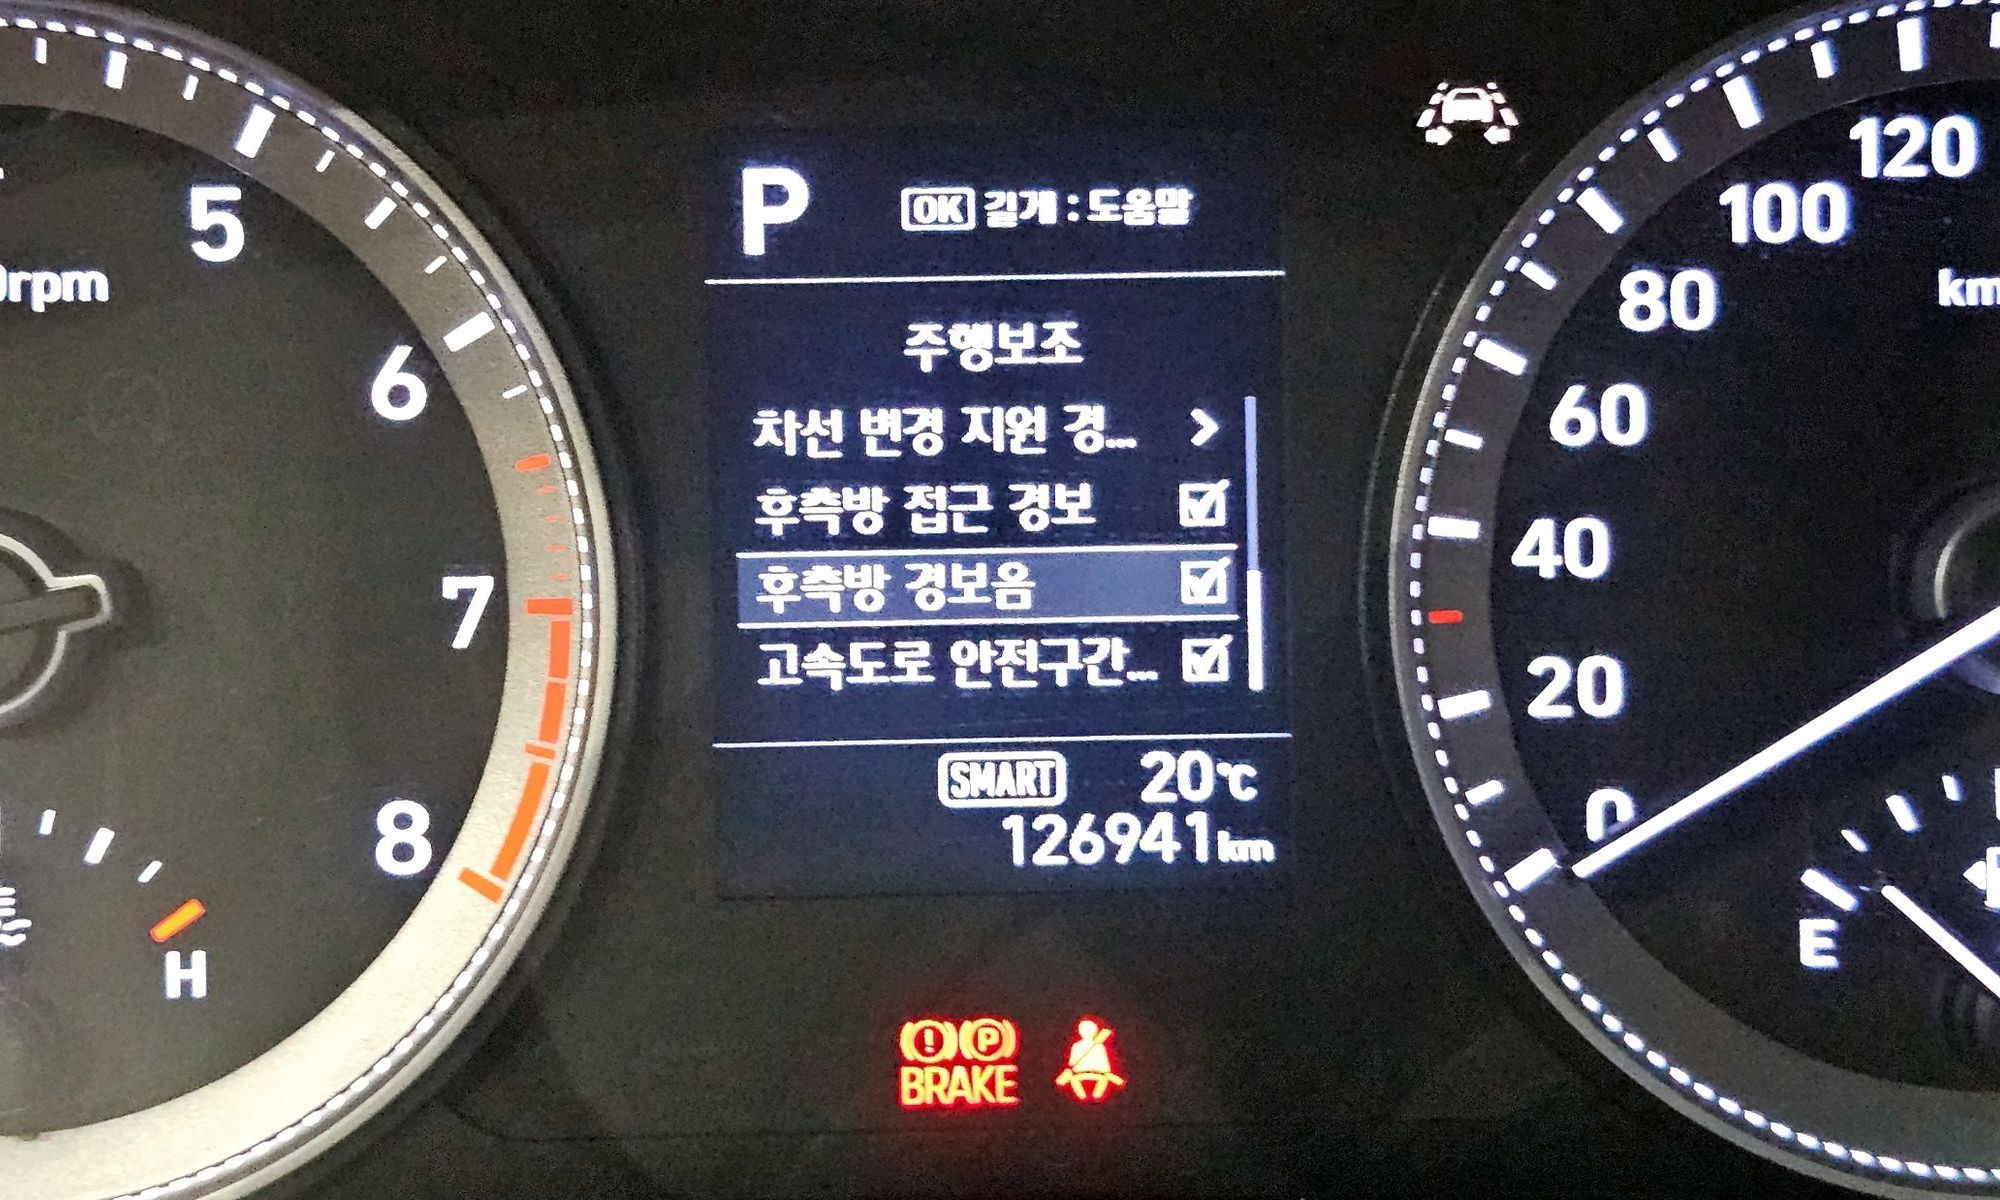 P
OK 길게 : 도움말
주행보조
차선 변경 지원 경...
후측방 접근 경보
후측방 경보음
고속도로 안전구간...
SMART 20℃
126941km
5
rpm
6
7
8
H
120
100
km
80
60
40
20
0
E
P
BRAKE